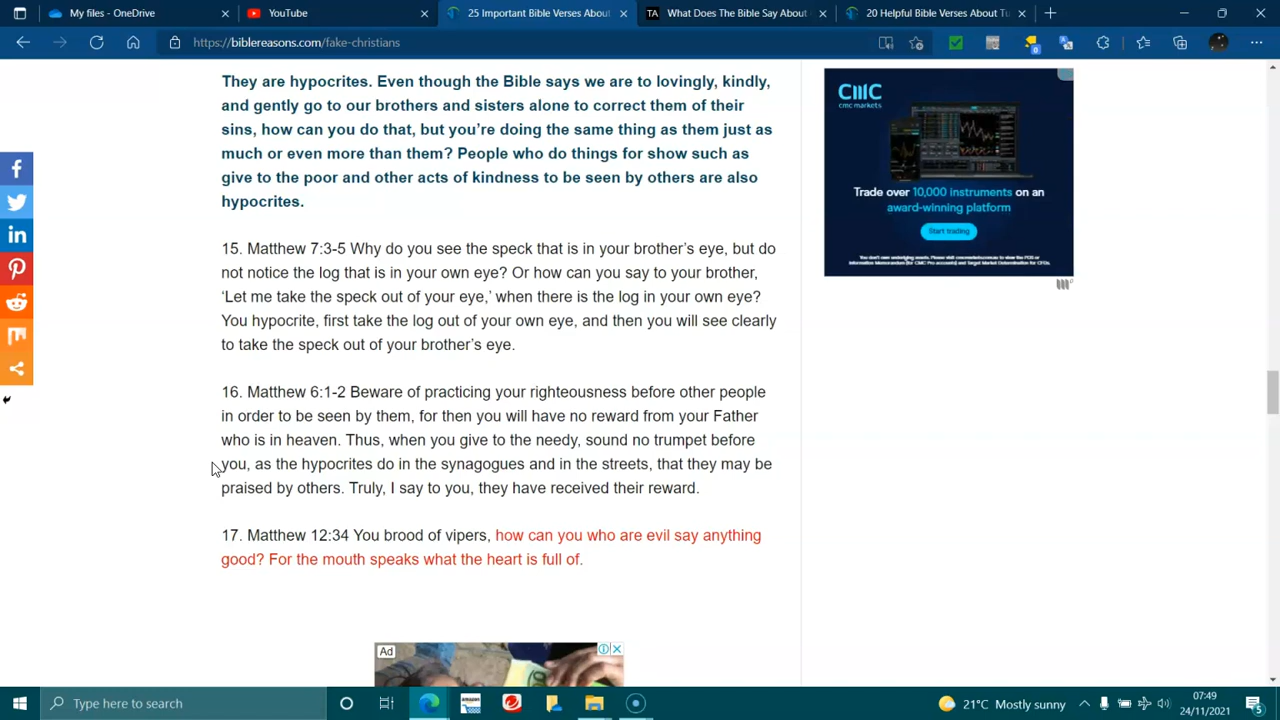 My files - OneDrive
YouTube
25 Important Bible Verses About
What Does The Bible Say About
20 Helpful Bible Verses About Tu
https://biblereasons.com/fake-christians
They are hypocrites. Even though the Bible says we are to lovingly, kindly,
and gently go to our brothers and sisters alone to correct them of their
sins, how can you do that, but you’re doing the same thing as them just as
much or even more than them? People who do things for show such as
give to the poor and other acts of kindness to be seen by others are also
hypocrites.
15. Matthew 7:3-5 Why do you see the speck that is in your brother’s eye, but do
not notice the log that is in your own eye? Or how can you say to your brother,
‘Let me take the speck out of your eye,’ when there is the log in your own eye?
You hypocrite, first take the log out of your own eye, and then you will see clearly
to take the speck out of your brother’s eye.
16. Matthew 6:1-2 Beware of practicing your righteousness before other people
in order to be seen by them, for then you will have no reward from your Father
who is in heaven. Thus, when you give to the needy, sound no trumpet before
you, as the hypocrites do in the synagogues and in the streets, that they may be
praised by others. Truly, I say to you, they have received their reward.
17. Matthew 12:34 You brood of vipers, how can you who are evil say anything
good? For the mouth speaks what the heart is full of.
CMC
cmc markets
Trade over 10,000 instruments on an
award-winning platform
Start trading
Ad
Type here to search
amazon
21°C Mostly sunny
07:49
24/11/2021
5